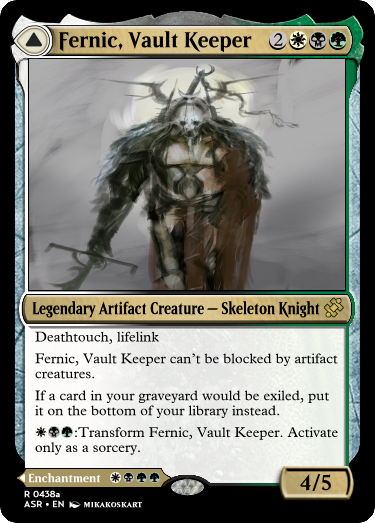 Fernic, Vault Keeper 2
Legendary Artifact Creature — Skeleton Knight
Deathtouch, lifelink
Fernic, Vault Keeper can't be blocked by artifact
creatures.
If a card in your graveyard would be exiled, put
it on the bottom of your library instead.
:Transform Fernic, Vault Keeper. Activate
only as a sorcery.
Enchantment
4/5
R 0438a
ASR • EN MIKAKOSKART